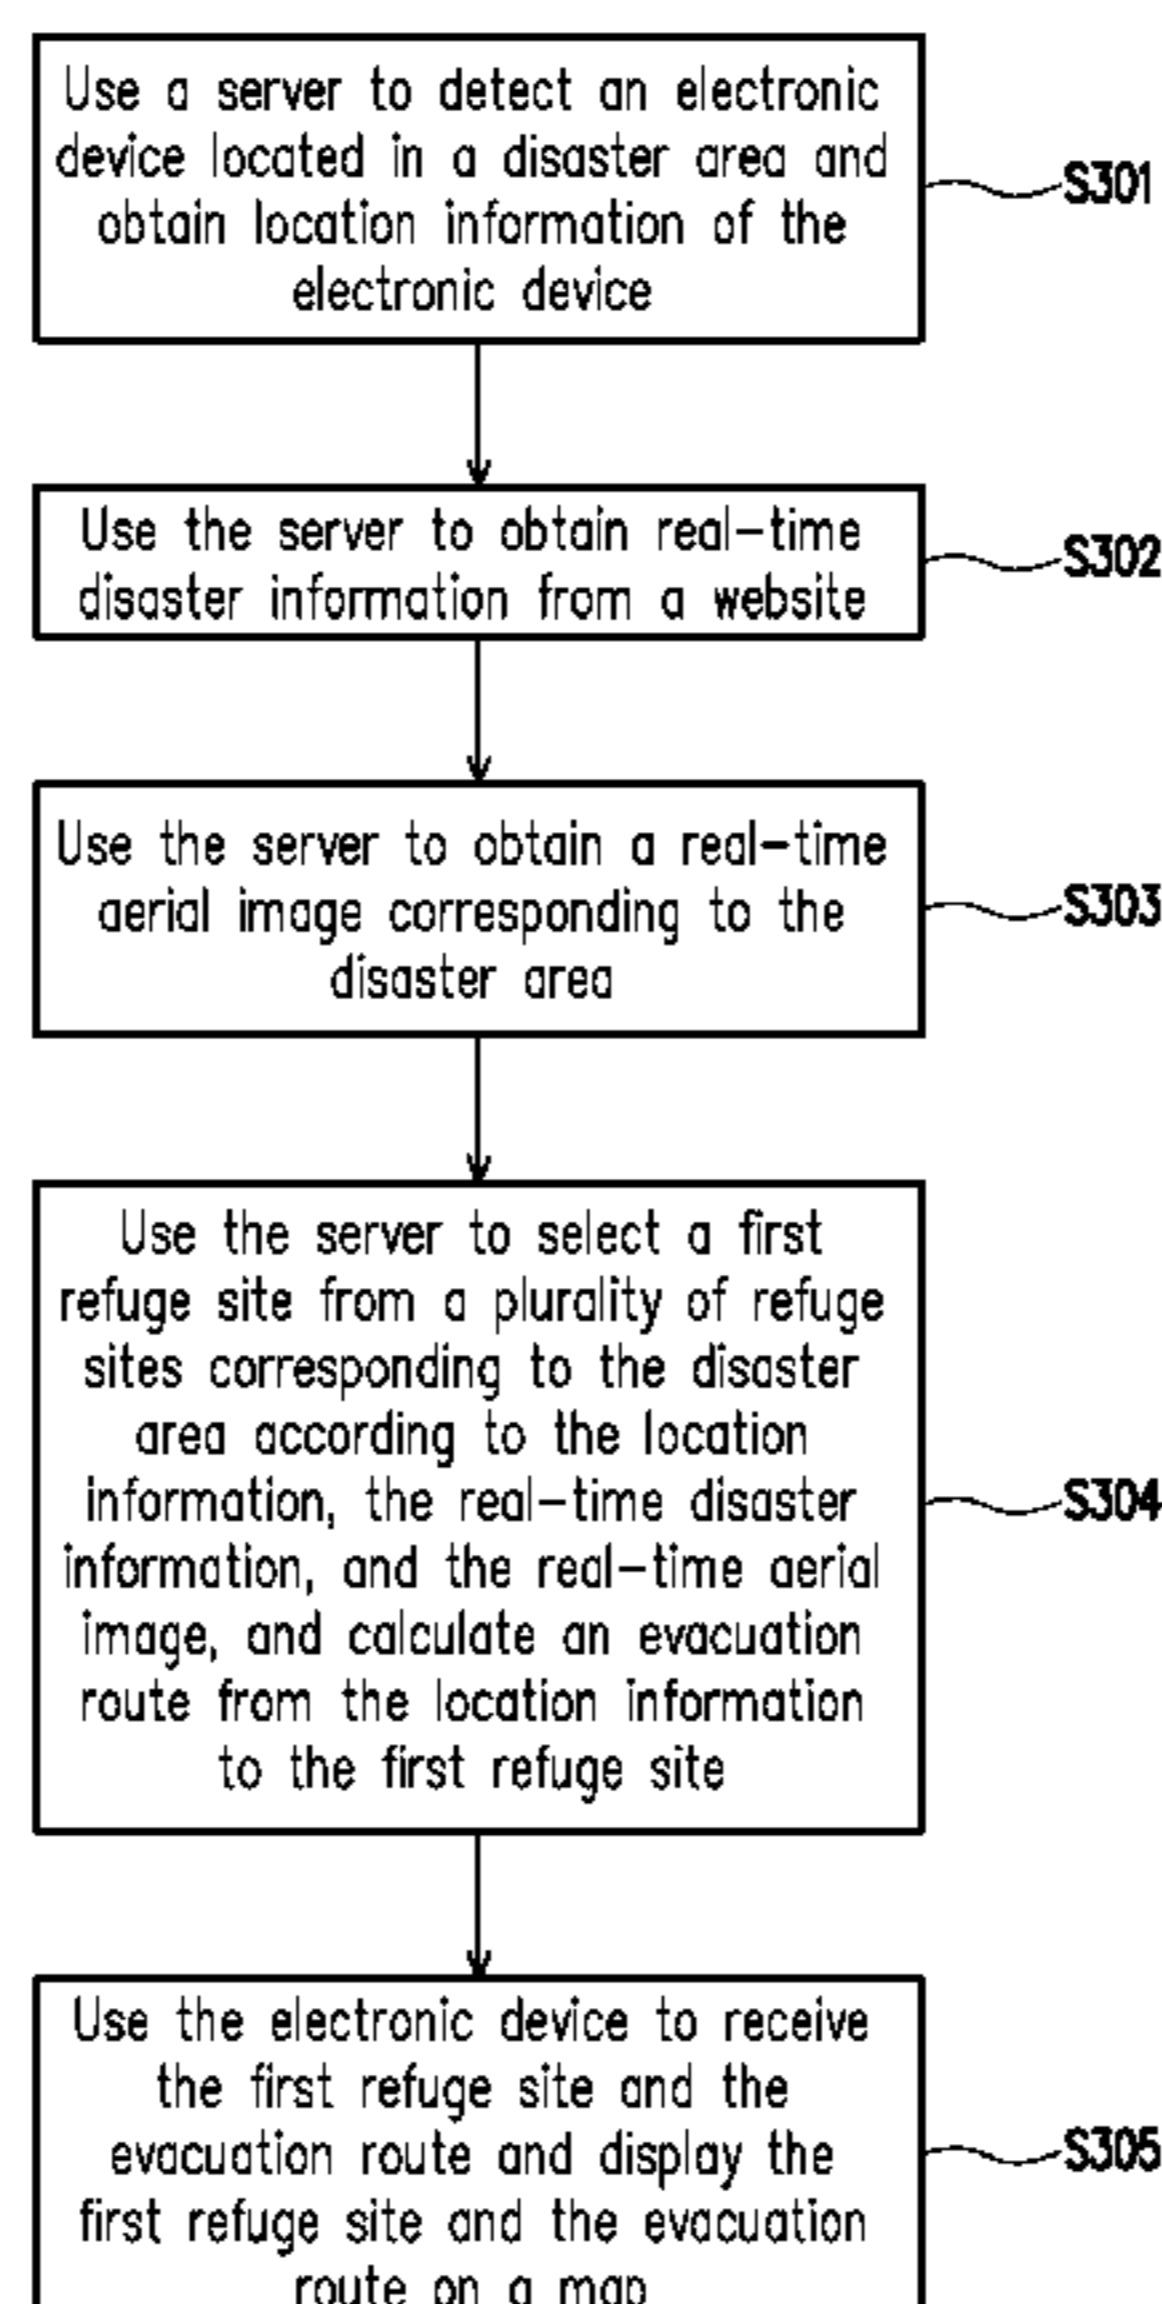 Use a server to detect an electronic
device located in a disaster area and
obtain location information of the
electronic device
S301
Use the server to obtain real-time
disaster information from a website
S302
Use the server to obtain a real-time
aerial image corresponding to the
disaster area
S303
Use the server to select a first
refuge site from a plurality of refuge
sites corresponding to the disaster
area according to the location
information, the real-time disaster
information, and the real-time aerial
image, and calculate an evacuation
route from the location information
to the first refuge site
S304
Use the electronic device to receive
the first refuge site and the
evacuation route and display the
first refuge site and the evacuation
route on a map
S305